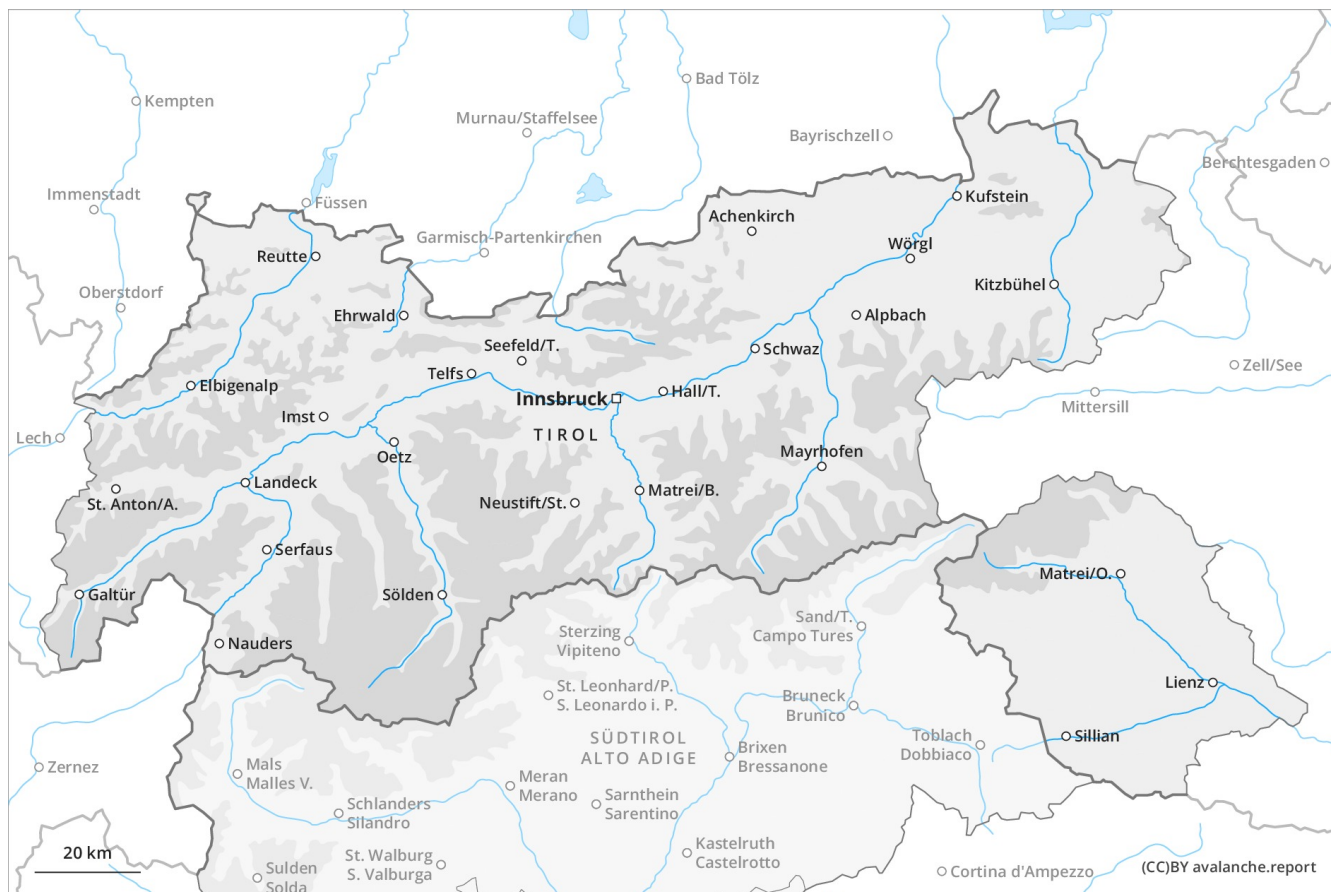 Bad Tölz
Kempten
Murnau/Staffelsee
Bayrischzell
Berchtesgaden
Immenstadt
Füssen
Kufstein
Achenkirch
Garmisch-Partenkirchen
Wörgl
Reutte
Kitzbühel
Oberstdorf
Ehrwald
Alpbach
Seefeld/T.
Schwaz
Zell/See
Telfs
Elbigenalp
Hall/T.
Innsbruck
Mittersill
Imst
TIROL
Lech
Oetz
Mayrhofen
Landeck
Matrei/B.
St. Anton/A.
Neustift/St.
Serfaus
Matrei/O.
Galtür
Sölden
Sand/T.
Campo Tures
Sterzing
Vipiteno
Nauders
Lienz
St. Leonhard/P.
S. Leonardo i. P.
Bruneck
Brunico
SÜDTIROL
ALTO ADIGE
Toblach
Dobbiaco
Sillian
Brixen
Bressanone
Zernez
Mals
Malles V.
Meran
Merano
Sarnthein
Sarentino
Schlanders
Silandro
Kastelruth
Castelrotto
20 km
St. Walburg
S. Valburga
Sulden
Solda
Cortina d'Ampezzo
(CC)BY avalanche.report